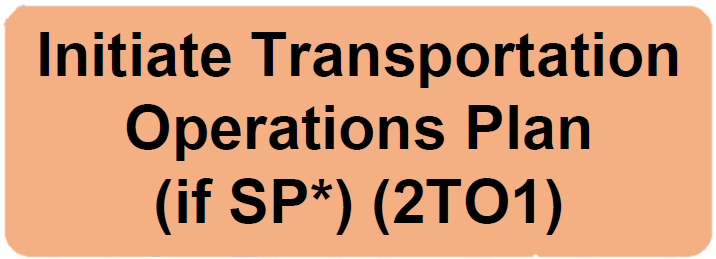 Initiate Transportation
Operations Plan
(if SP*) (2TO1)